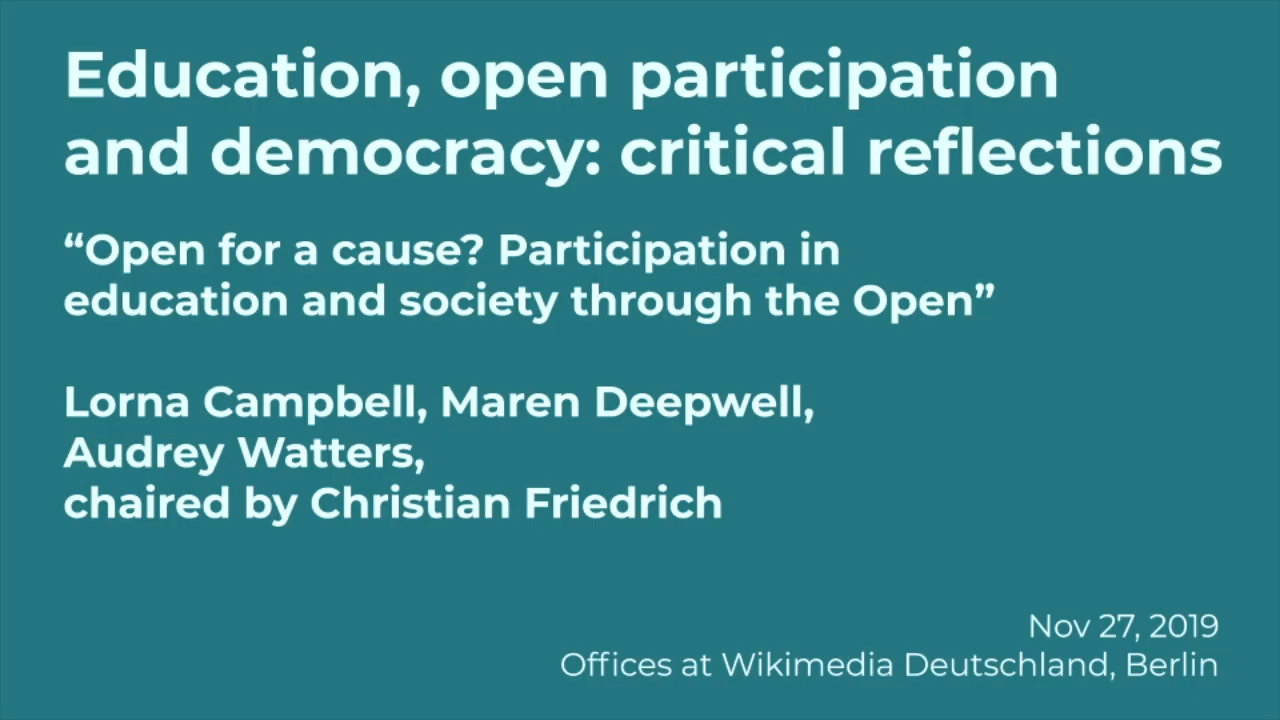 Education, open participation
and democracy: critical reflections
“Open for a cause? Participation in
education and society through the Open”
Lorna Campbell, Maren Deepwell,
Audrey Watters,
chaired by Christian Friedrich
Nov 27, 2019
Offices at Wikimedia Deutschland, Berlin